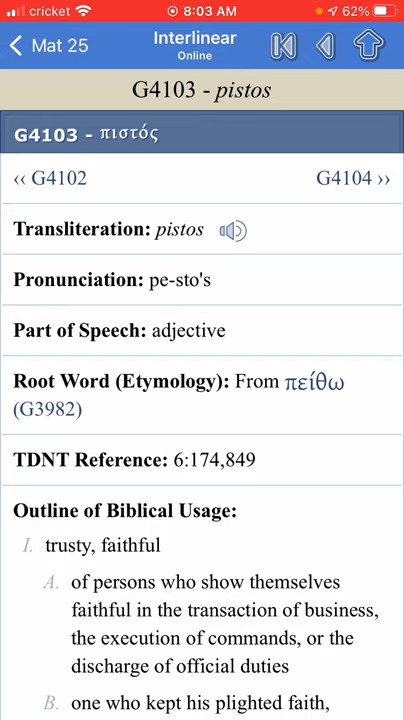 cricket 8:03 AM 62%
Mat 25 Interlinear
Online
G4103 - pistos
G4103 - πιστός
‹‹ G4102 G4104 ››
Transliteration: pistos
Pronunciation: pe-sto's
Part of Speech: adjective
Root Word (Etymology): From πείθω
(G3982)
TDNT Reference: 6:174,849
Outline of Biblical Usage:
I. trusty, faithful
A. of persons who show themselves
faithful in the transaction of business,
the execution of commands, or the
discharge of official duties
B. one who kept his plighted faith,